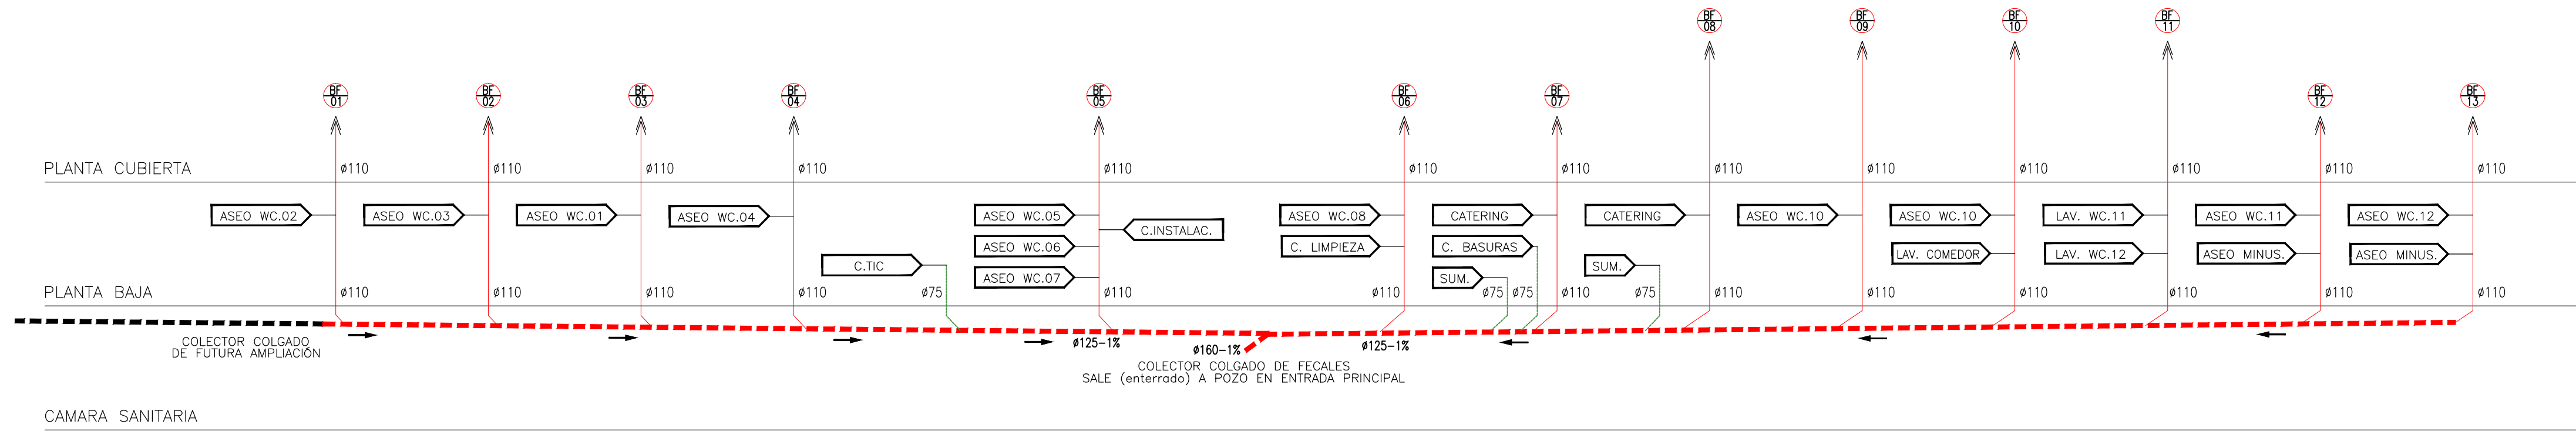 BF 08
BF 09
BF 10
BF 11
BF 01
BF 02
BF 03
BF 04
BF 05
BF 06
BF 07
BF 12
BF 13
PLANTA CUBIERTA
ø110
ø110
ø110
ø110
ø110
ø110
ø110
ø110
ø110
ø110
ø110
ø110
ø110
ASEO WC.02
ASEO WC.03
ASEO WC.01
ASEO WC.04
ASEO WC.05
ASEO WC.08
CATERING
CATERING
ASEO WC.10
ASEO WC.10
LAV. WC.11
ASEO WC.11
ASEO WC.12
C.INSTALAC.
ASEO WC.06
C. LIMPIEZA
C. BASURAS
LAV. COMEDOR
LAV. WC.12
ASEO MINUS.
ASEO MINUS.
C.TIC
SUM.
ASEO WC.07
SUM.
PLANTA BAJA
ø110
ø110
ø110
ø110
ø75
ø110
ø110
ø75
ø75
ø110
ø75
ø110
ø110
ø110
ø110
ø110
ø110
COLECTOR COLGADO
DE FUTURA AMPLIACIÓN
ø125-1%
ø160-1%
ø125-1%
COLECTOR COLGADO DE FECALES
SALE (enterrado) A POZO EN ENTRADA PRINCIPAL
CAMARA SANITARIA